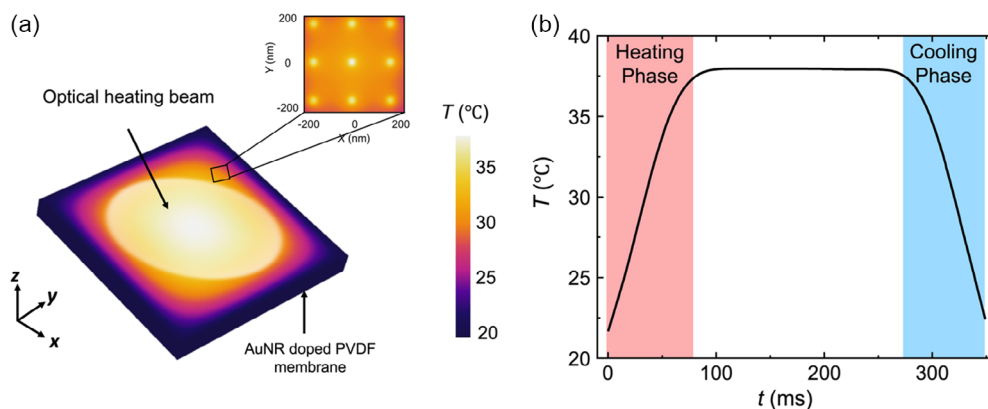 (a)
Optical heating beam
200
Y (nm)
0
-200
-200
0
200
X (nm)
T (°C)
35
30
25
20
z
y
x
AuNR doped PVDF
membrane
(b)
40
35
30
25
20
T (°C)
Heating
Phase
Cooling
Phase
0
100
200
300
t (ms)